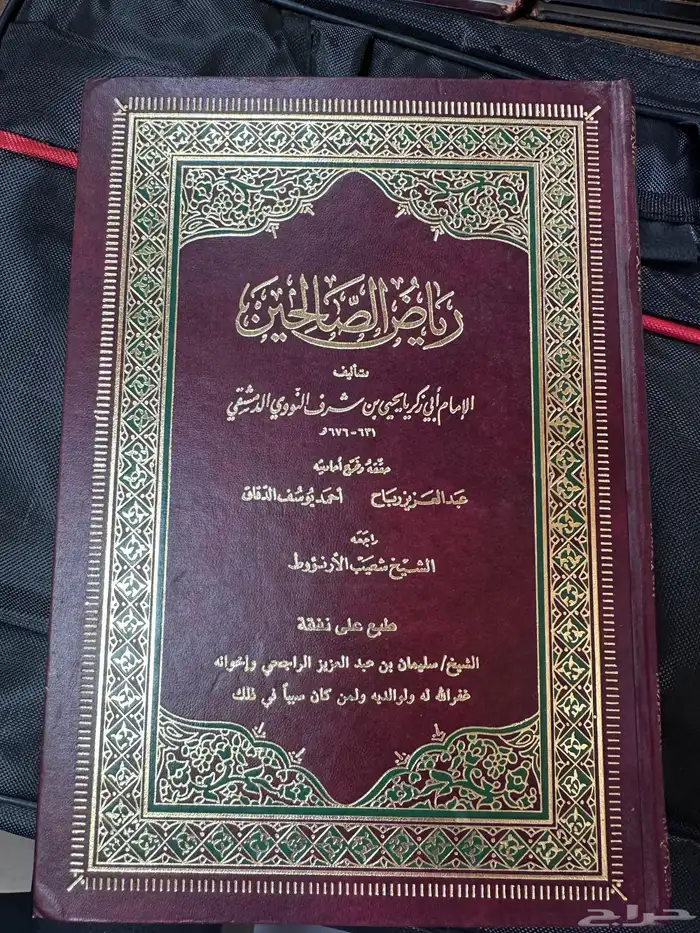 رياض الصالحين
تأليف
الإمام أبي زكريا يحيى بن شرف النووي الدمشقي
٦٣١-٦٧٦هـ
حققه وخرج أحاديثه
عبد العزيز رباح أحمد يوسف الدقاق
راجعه
الشيخ شعيب الأرنؤوط
طبع على نفقة
الشيخ/سليمان بن عبد العزيز الراجحي وإخوانه
غفر الله له ولوالديه ولمن كان سبباً في ذلك
حراج